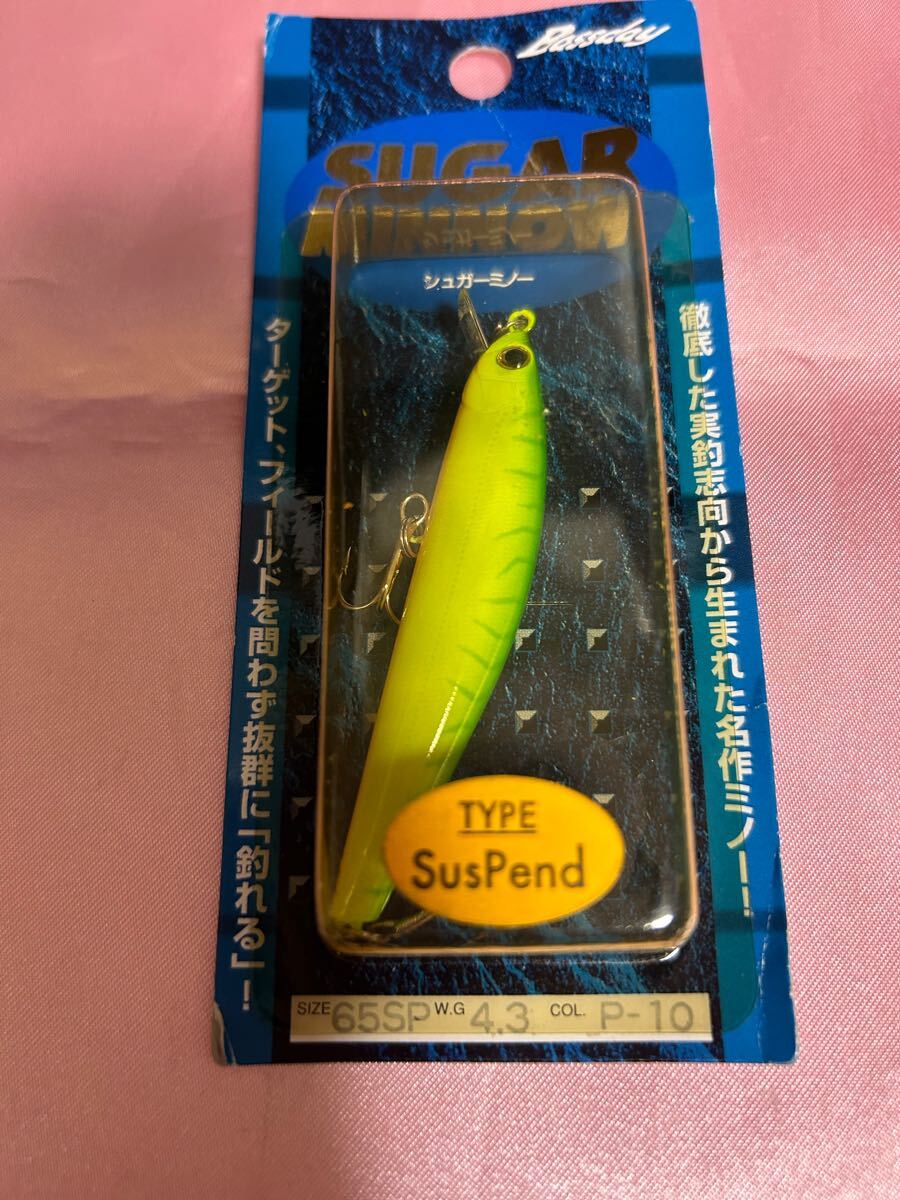 Bassday
SUGAR
MINNOW
シュガーミノー
徹底した実釣志向から生まれた名作ミノー!
ターゲット、フィールドを問わず抜群に「釣れる」!
TYPE
SusPend
SIZE 65SP W.G 4.3 COL. P-10